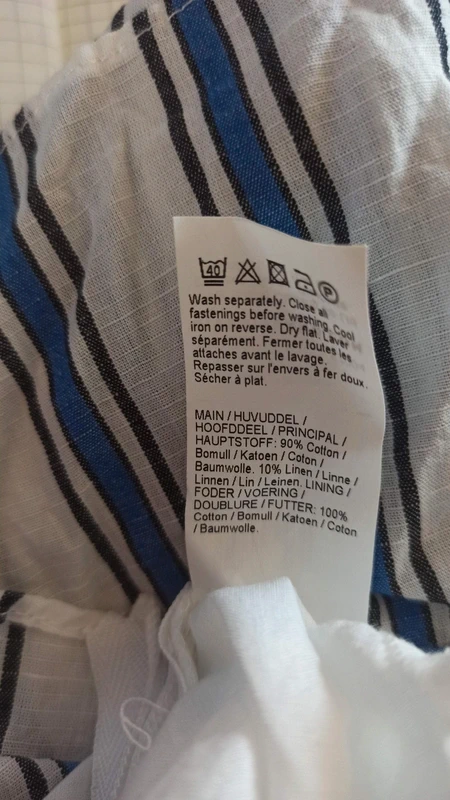 40
P
Wash separately. Close all
fastenings before washing. Cool
iron on reverse. Dry flat. Laver
séparément. Fermer toutes les
attaches avant le lavage.
Repasser sur l'envers à fer doux.
Sécher à plat.
MAIN / HUVUDDEL /
HOOFDDEEL / PRINCIPAL /
HAUPTSTOFF: 90% Cotton /
Bomull / Katoen / Coton /
Baumwolle. 10% Linen / Linne /
Linnen / Lin / Leinen. LINING /
FODER / VOERING /
DOUBLURE / FUTTER: 100%
Cotton / Bomull / Katoen / Coton
/ Baumwolle.